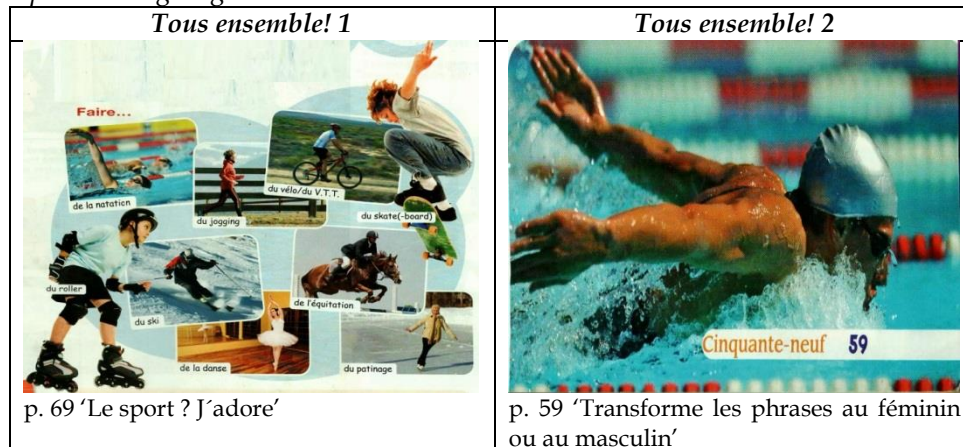 Tous ensemble! 1
Tous ensemble! 2
Faire...
de la natation
du jogging
du vélo/du V.T.T.
du skate(-board)
du roller
du ski
de l'équitation
de la danse
du patinage
Cinquante-neuf 59
p. 69 ‘Le sport ? J´adore’
p. 59 ‘Transforme les phrases au féminin
ou au masculin’